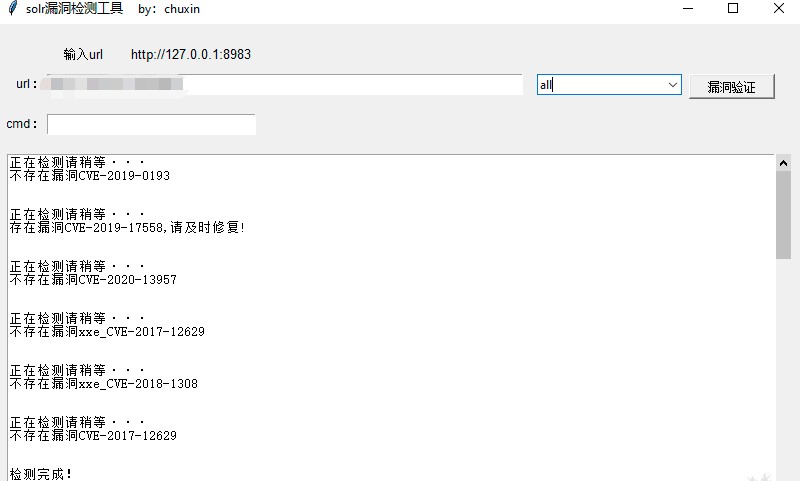 solr漏洞检测工具 by: chuxin
输入url http://127.0.0.1:8983
url :
all
漏洞验证
cmd :
正在检测请稍等···
不存在漏洞CVE-2019-0193
正在检测请稍等···
存在漏洞CVE-2019-17558,请及时修复!
正在检测请稍等···
不存在漏洞CVE-2020-13957
正在检测请稍等···
不存在漏洞xxe_CVE-2017-12629
正在检测请稍等···
不存在漏洞xxe_CVE-2018-1308
正在检测请稍等···
不存在漏洞CVE-2017-12629
检测完成!